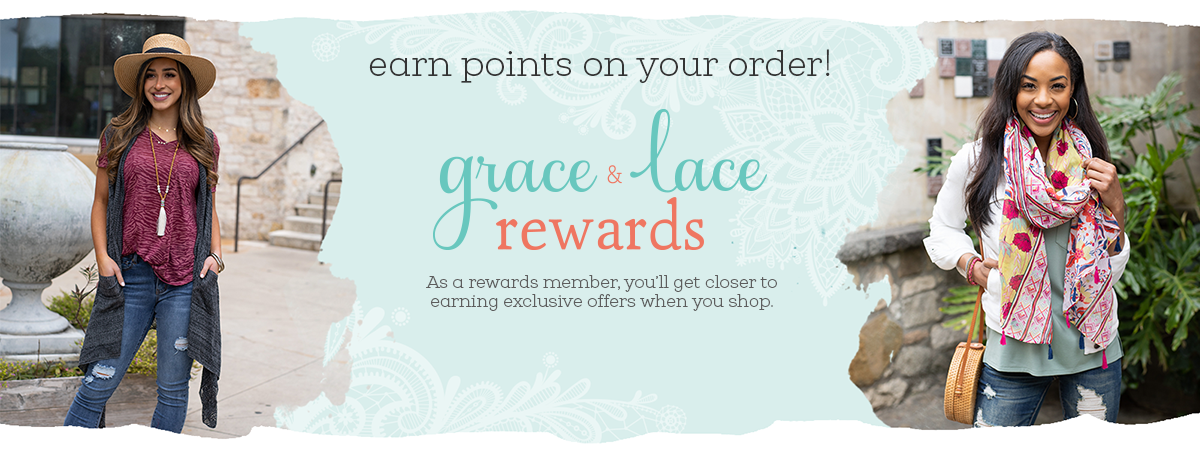 earn points on your order!
grace & lace
rewards
As a rewards member, you'll get closer to
earning exclusive offers when you shop.